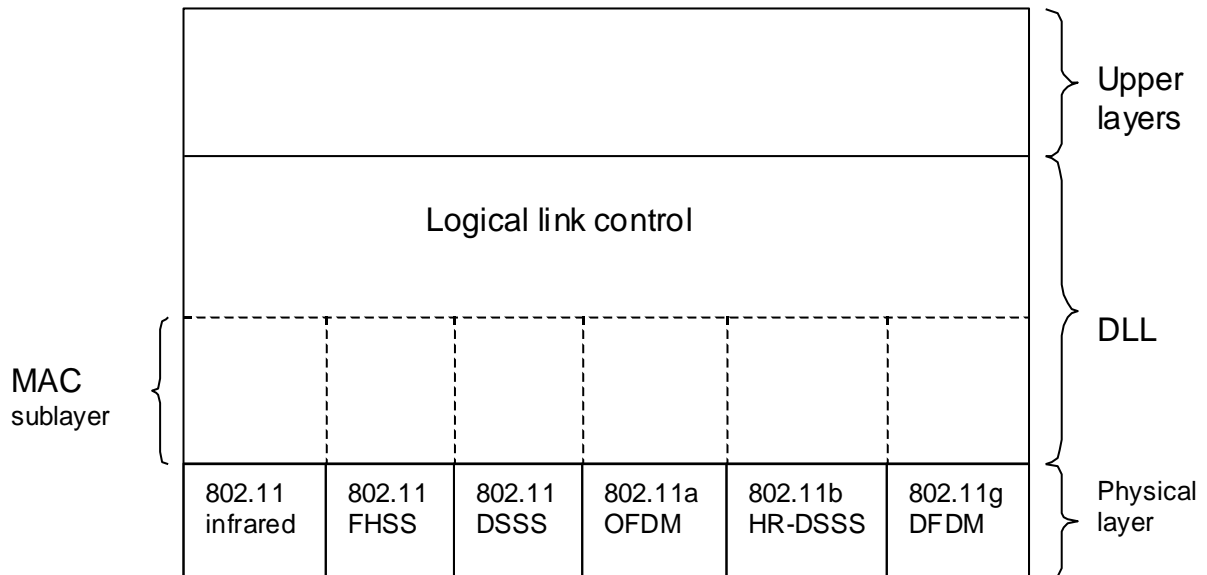 Upper
layers
Logical link control
DLL
MAC
sublayer
802.11
infrared
802.11
FHSS
802.11
DSSS
802.11a
OFDM
802.11b
HR-DSSS
802.11g
DFDM
Physical
layer